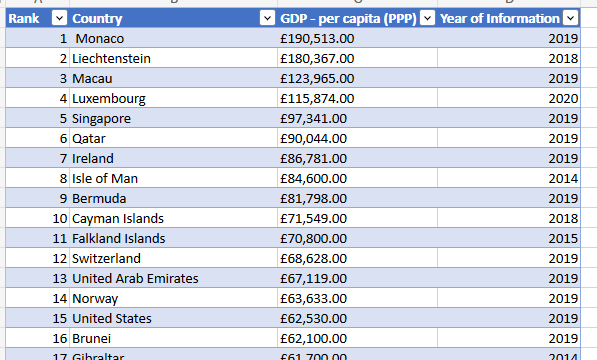 Rank Country GDP - per capita (PPP) Year of Information
1 Monaco £190,513.00 2019
2 Liechtenstein £180,367.00 2018
3 Macau £123,965.00 2019
4 Luxembourg £115,874.00 2020
5 Singapore £97,341.00 2019
6 Qatar £90,044.00 2019
7 Ireland £86,781.00 2019
8 Isle of Man £84,600.00 2014
9 Bermuda £81,798.00 2019
10 Cayman Islands £71,549.00 2018
11 Falkland Islands £70,800.00 2015
12 Switzerland £68,628.00 2019
13 United Arab Emirates £67,119.00 2019
14 Norway £63,633.00 2019
15 United States £62,530.00 2019
16 Brunei £62,100.00 2019
17 Gibraltar £61,700.00 2014